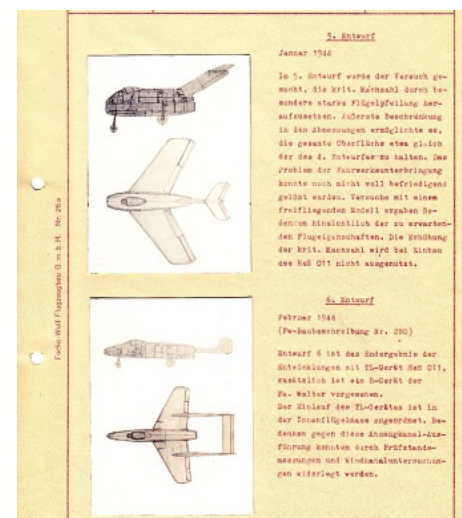 5. Entwurf
Januar 1944
Im 5. Entwurf wurde der Versuch ge-
macht, die krit. Machzahl durch be-
sonders starke Flügelpfeilung her-
aufzusetzen. Äußerste Beschränkung
in den Abmessungen ermöglichte es,
die gesamte Oberfläche etwa gleich
der des 4. Entwurfes zu halten. Das
Problem der Fahrwerksunterbringung
konnte noch nicht voll befriedigend
gelöst werden. Versuche mit einem
freifliegenden Modell ergaben Be-
denken hinsichtlich der zu erwarten-
den Flugeigenschaften. Die Erhöhung
der krit. Machzahl wird bei Einbau
des HeS 011 nicht ausgenutzt.
6. Entwurf
Februar 1944
(Fw-Baubeschreibung Nr. 280)
Entwurf 6 ist das Endergebnis der
Entwicklungen mit TL-Gerät HeS 011,
zusätzlich ist ein R-Gerät der
Fa. Walter vorgesehen.
Der Einlauf des TL-Gerätes ist in
der Innenflügelnase angeordnet. Be-
denken gegen diese Ansaugkanal-Aus-
führung konnten durch Prüfstands-
messungen und Windkanaluntersuchun-
gen widerlegt werden.
Focke-Wulf Flugzeugbau G.m.b.H. Nr. 26a